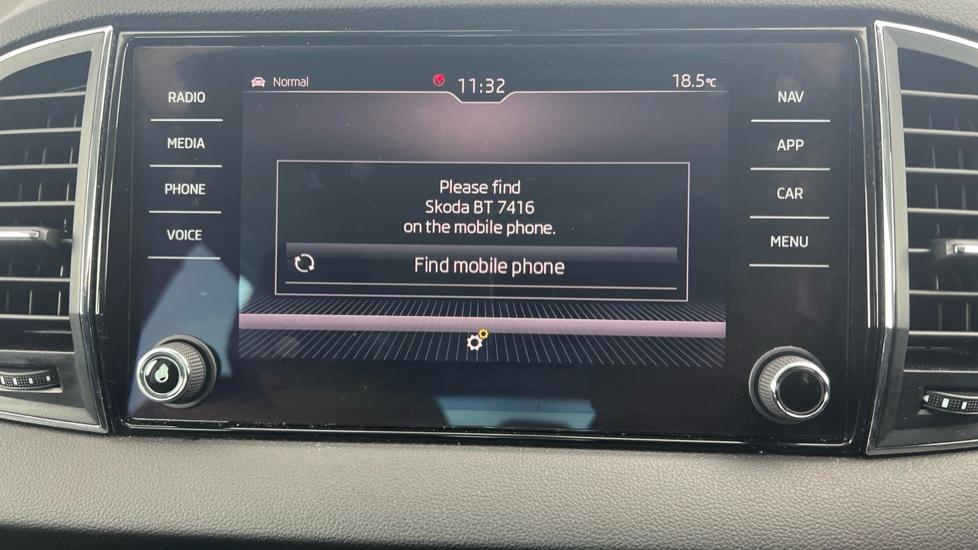 Normal
11:32
18.5°C
RADIO
MEDIA
PHONE
VOICE
Please find
Skoda BT 7416
on the mobile phone.
Find mobile phone
NAV
APP
CAR
MENU